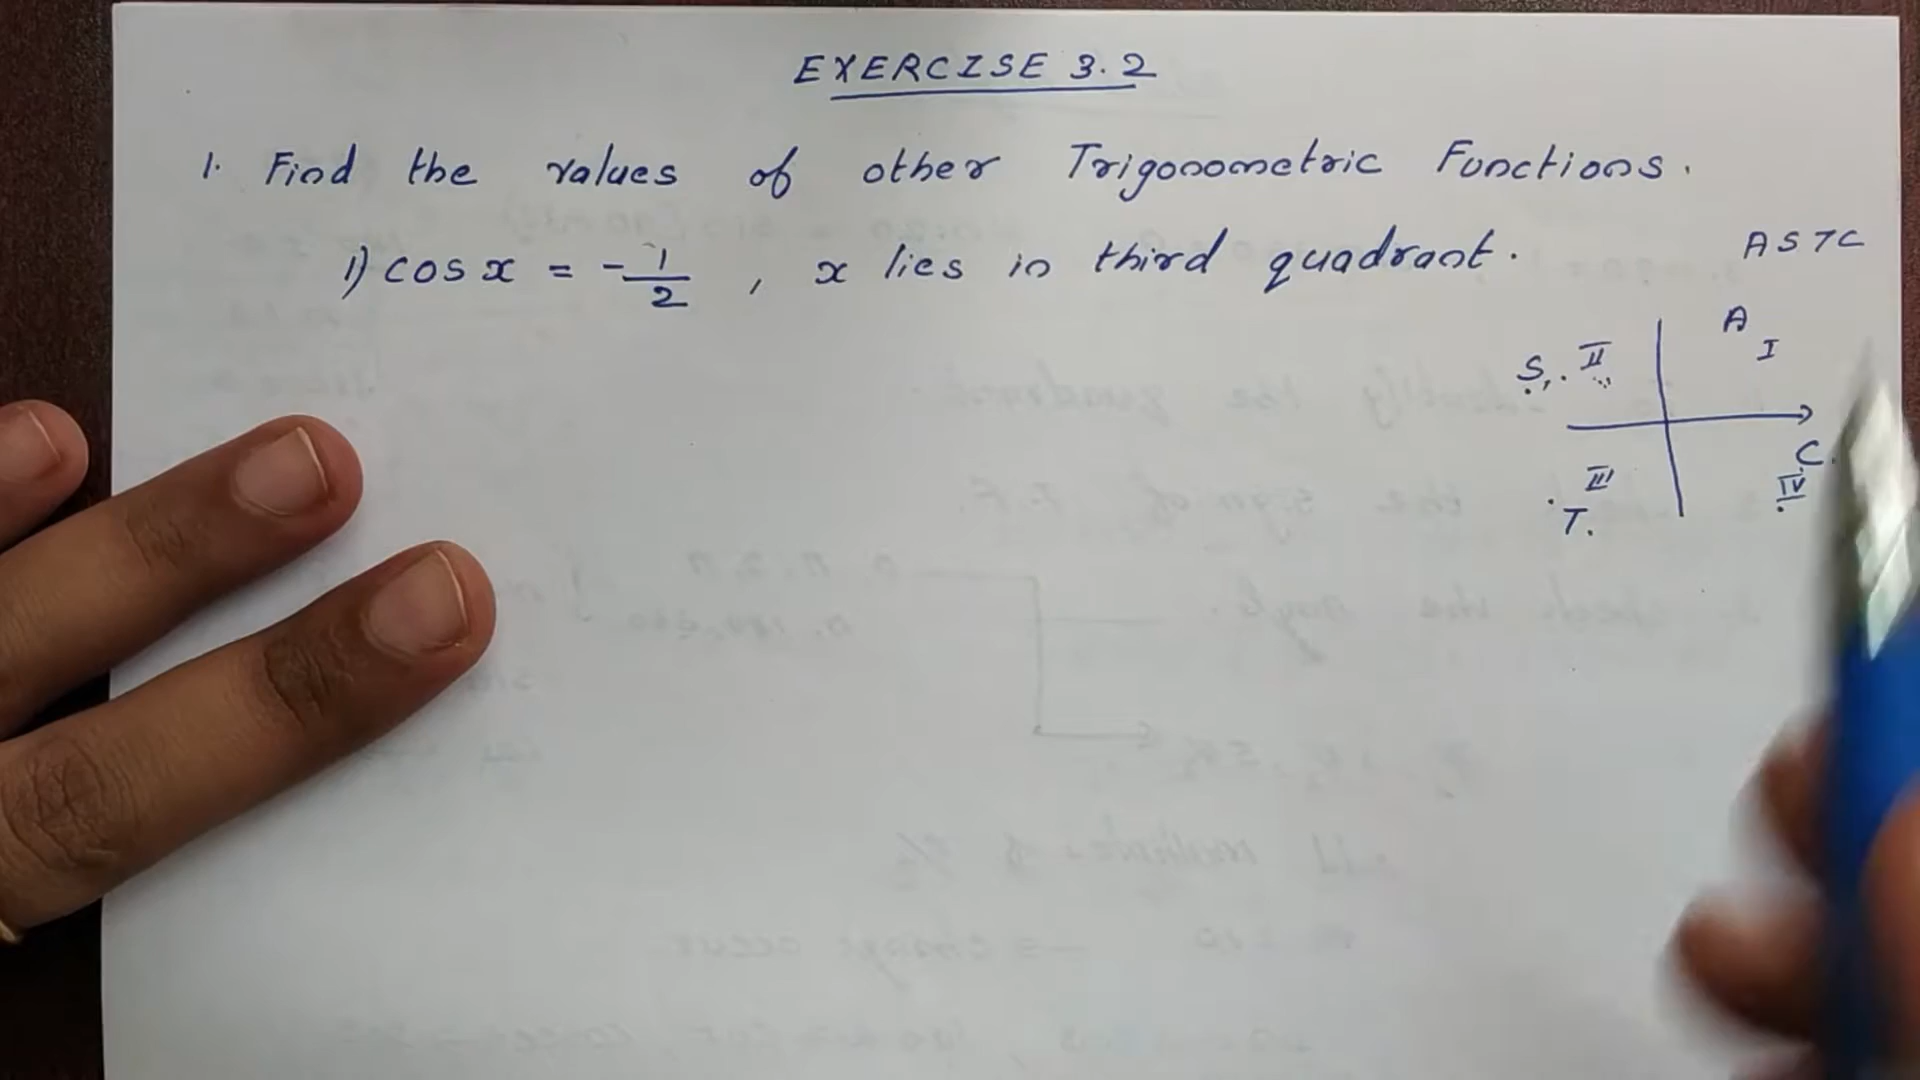 EXERCISE 3.2
1. Find the values of other Trigonometric Functions.
1) cos x = -1/2 , x lies in third quadrant.
ASTC
A
I
S, II
C.
III
IV
T.